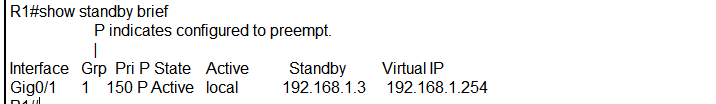 R1#show standby brief
P indicates configured to preempt.
|
Interface Grp Pri P State Active Standby Virtual IP
Gig0/1 1 150 P Active local 192.168.1.3 192.168.1.254